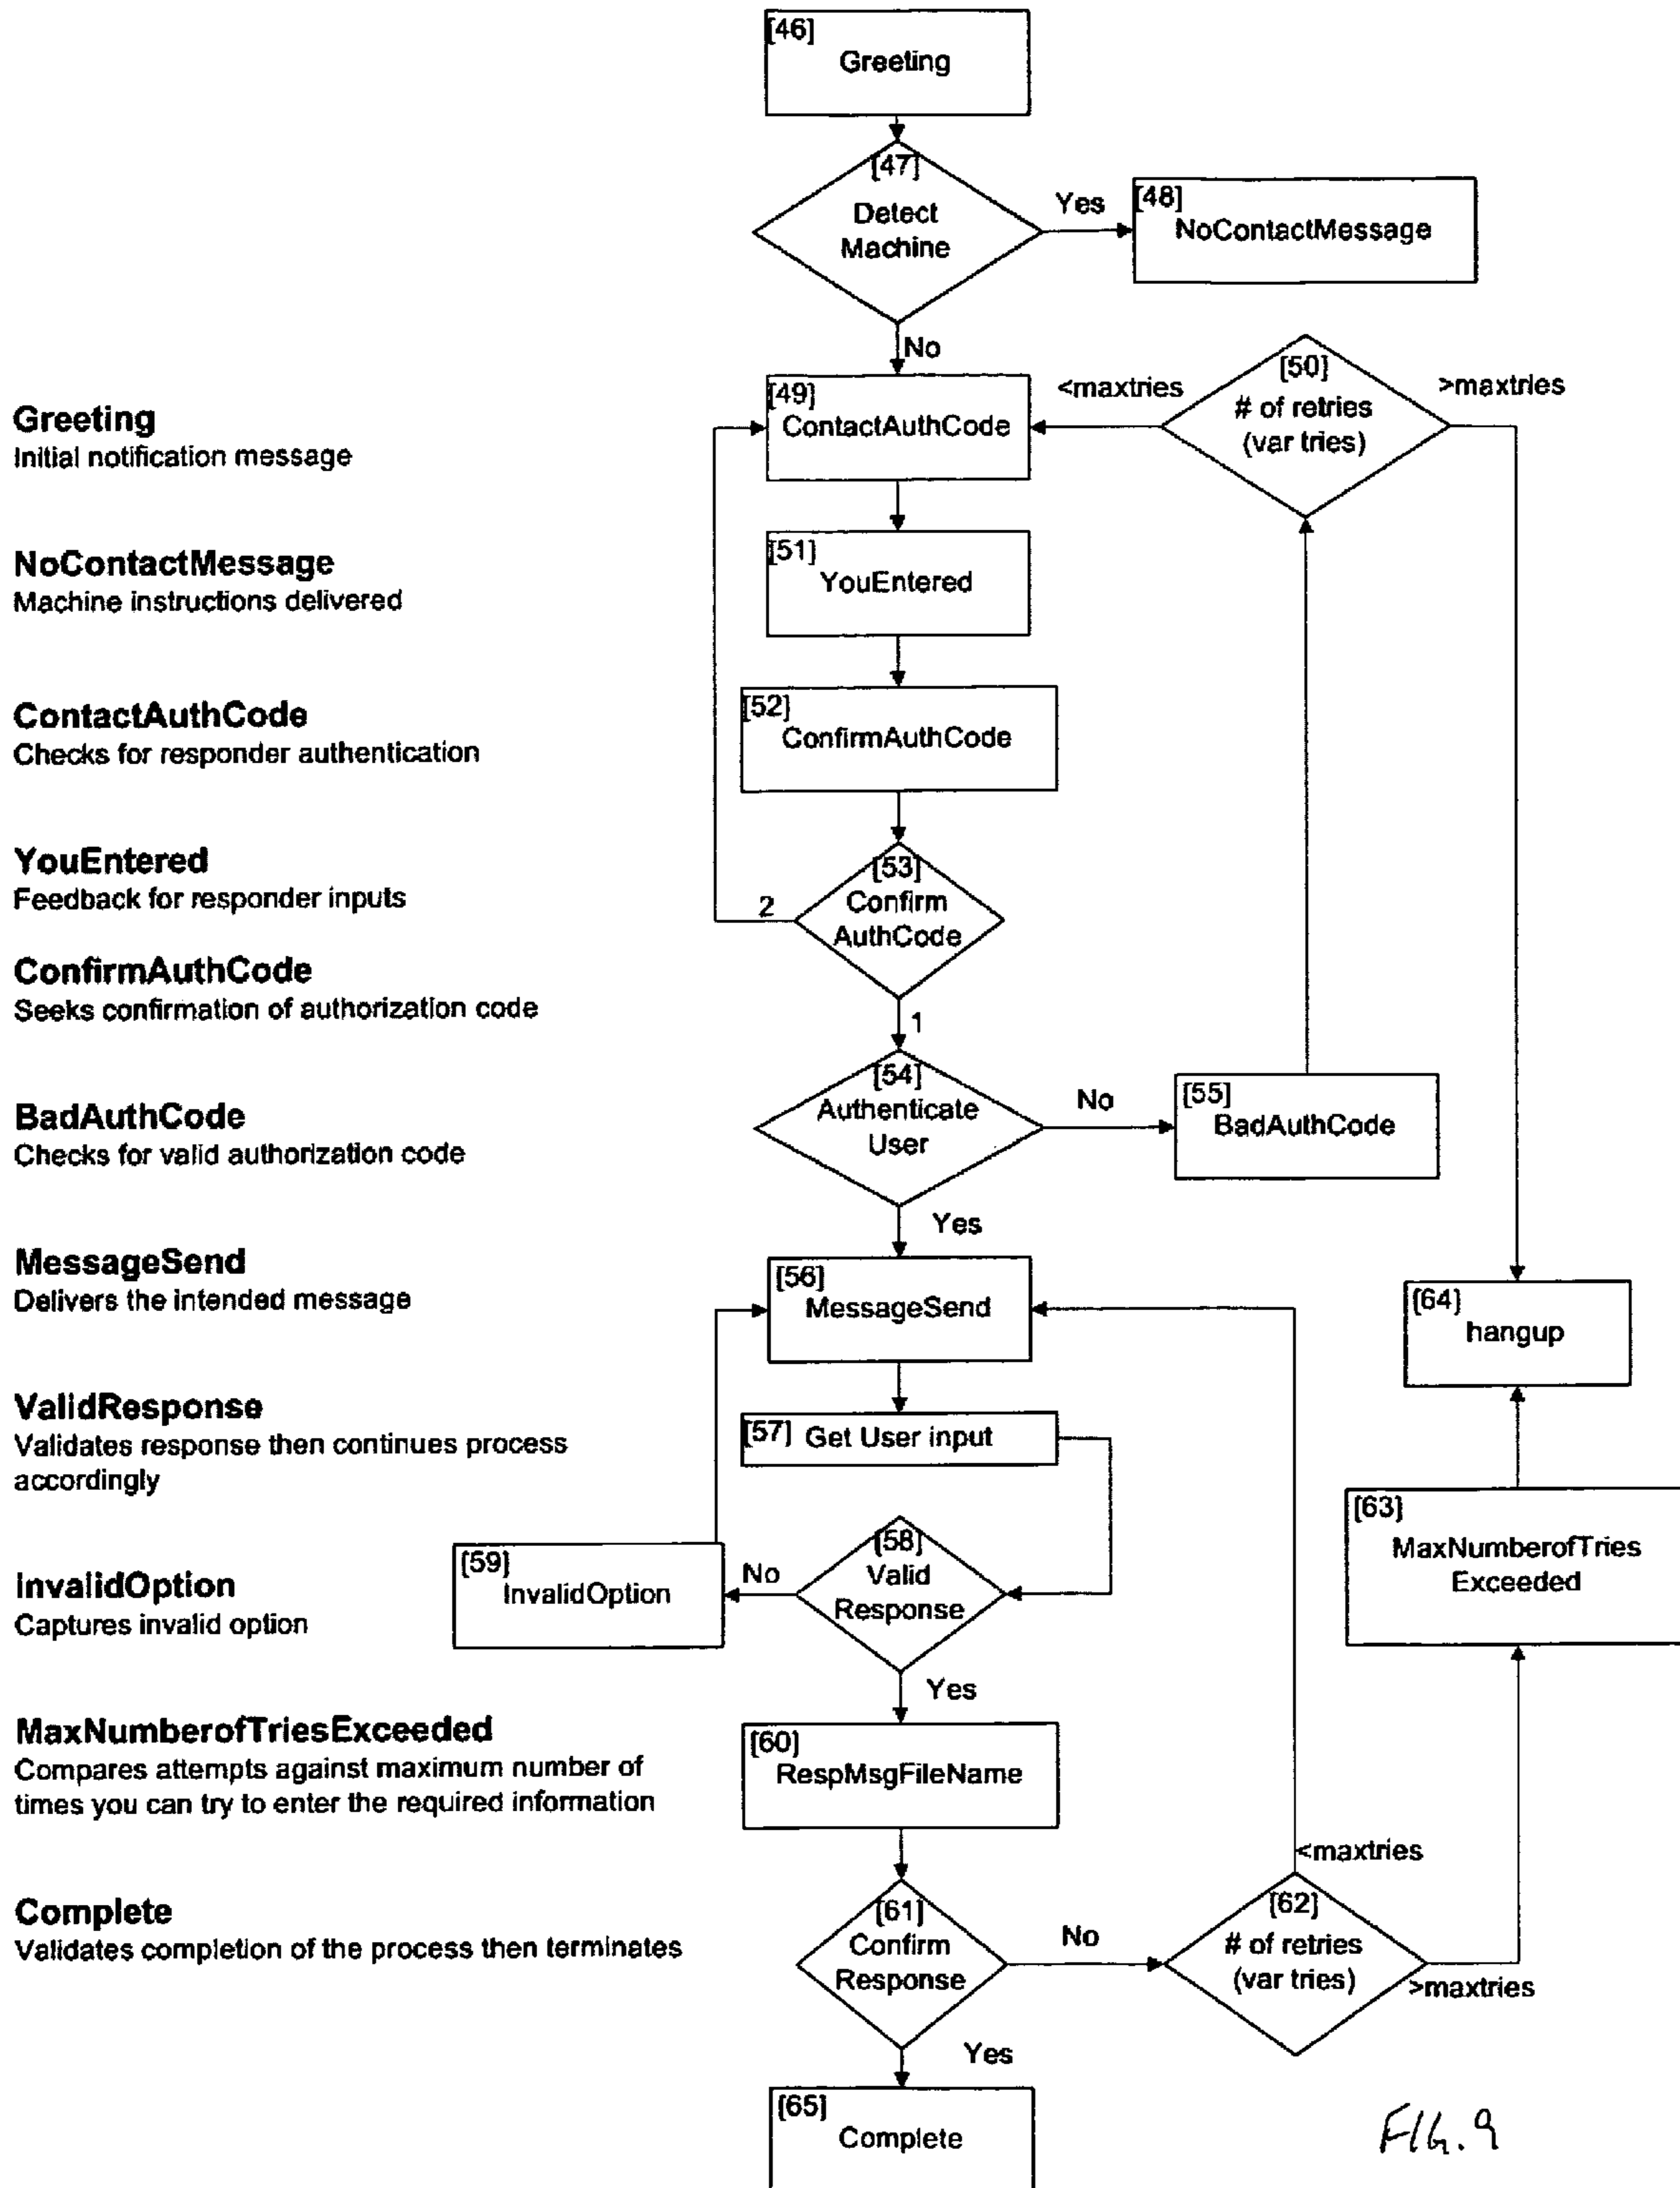 [46]
Greeting
[47]
Detect
Machine
Yes
[48]
NoContactMessage
No
[49]
ContactAuthCode
<maxtries
[50]
# of retries
(var tries)
>maxtries
[51]
YouEntered
[52]
ConfirmAuthCode
[53]
Confirm
AuthCode
2
1
[54]
Authenticate
User
No
[55]
BadAuthCode
Yes
[56]
MessageSend
[57] Get User input
[58]
Valid
Response
No
[59]
InvalidOption
Yes
[60]
RespMsgFileName
[61]
Confirm
Response
No
[62]
# of retries
(var tries)
<maxtries
>maxtries
[63]
MaxNumberofTries
Exceeded
[64]
hangup
Yes
[65]
Complete
Greeting
Initial notification message
NoContactMessage
Machine instructions delivered
ContactAuthCode
Checks for responder authentication
YouEntered
Feedback for responder inputs
ConfirmAuthCode
Seeks confirmation of authorization code
BadAuthCode
Checks for valid authorization code
MessageSend
Delivers the intended message
ValidResponse
Validates response then continues process
accordingly
InvalidOption
Captures invalid option
MaxNumberofTriesExceeded
Compares attempts against maximum number of
times you can try to enter the required information
Complete
Validates completion of the process then terminates
FIG. 9